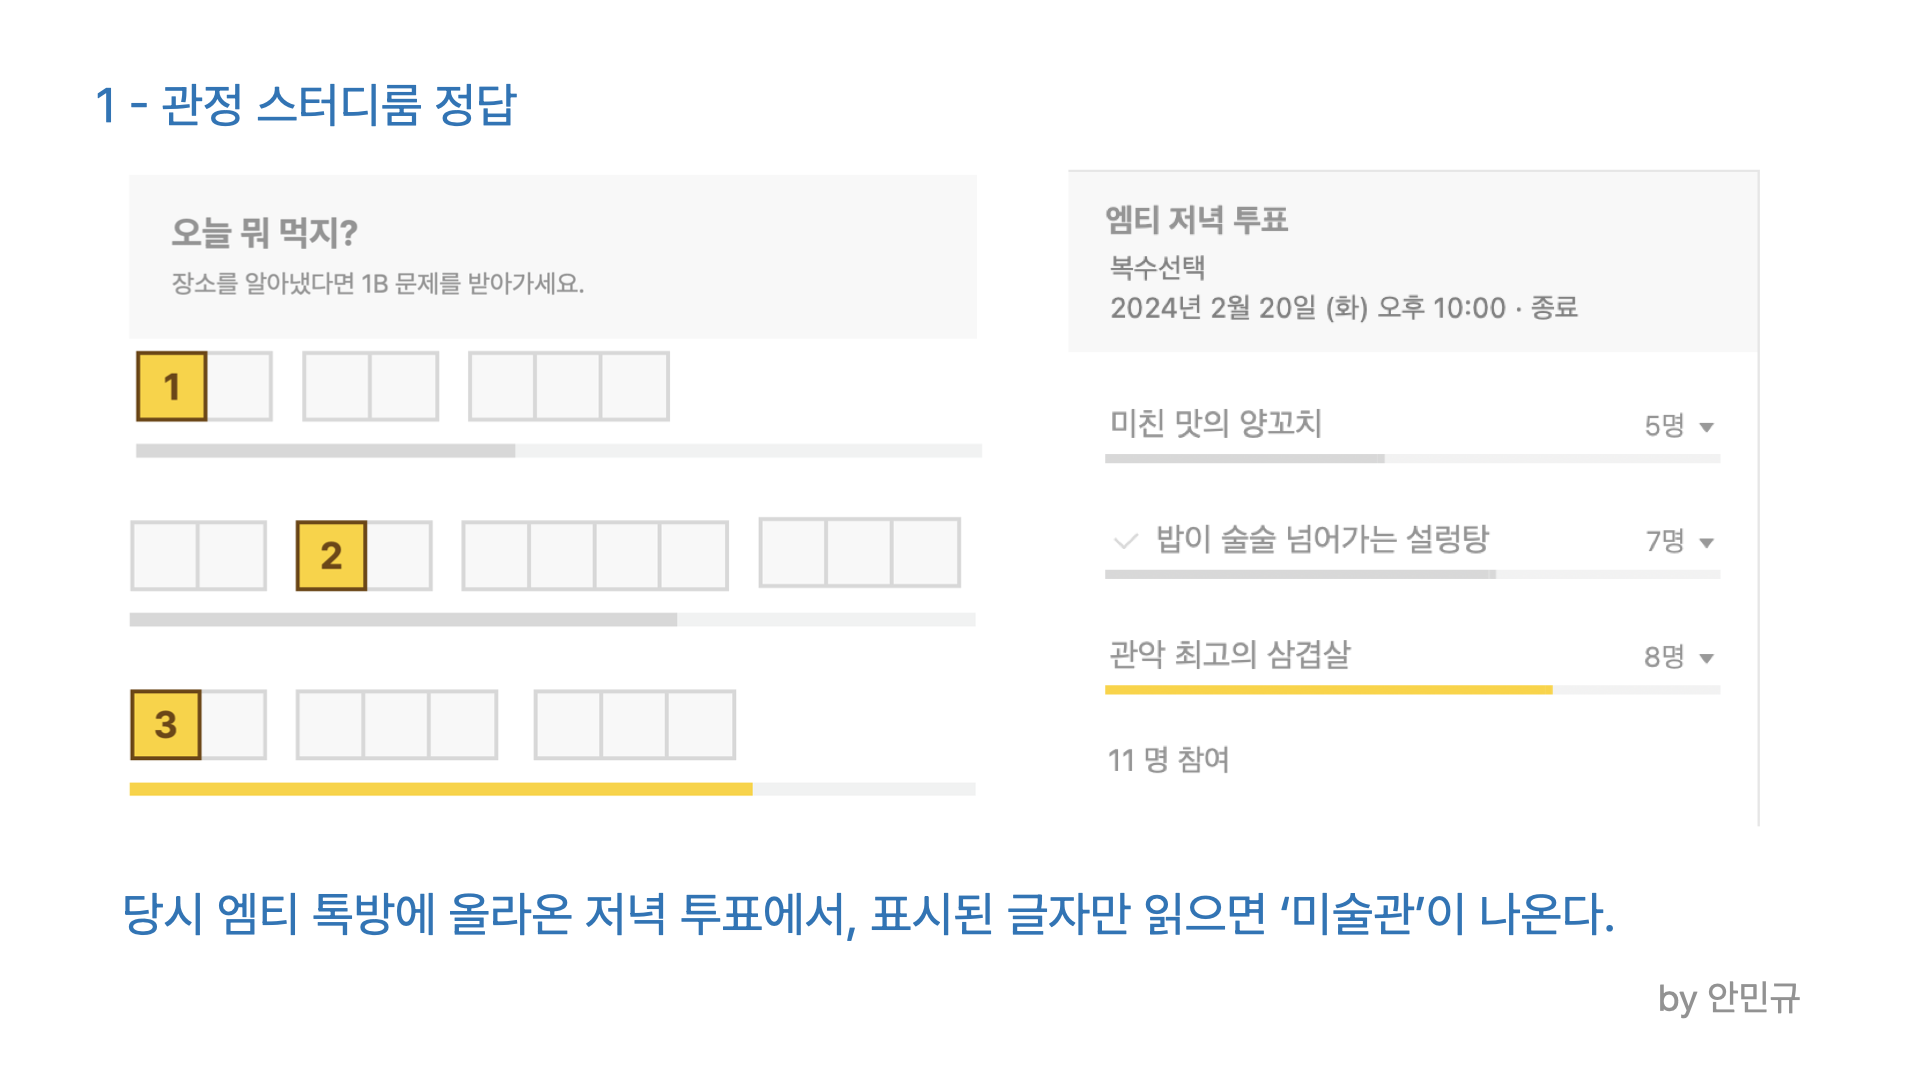 1 - 관정 스터디룸 정답
오늘 뭐 먹지?
장소를 알아냈다면 1B 문제를 받아가세요.
1
2
3
엠티 저녁 투표
복수선택
2024년 2월 20일 (화) 오후 10:00 · 종료
미친 맛의 양꼬치 5명
밥이 술술 넘어가는 설렁탕 7명
관악 최고의 삼겹살 8명
11 명 참여
당시 엠티 톡방에 올라온 저녁 투표에서, 표시된 글자만 읽으면 ‘미술관’이 나온다.
by 안민규